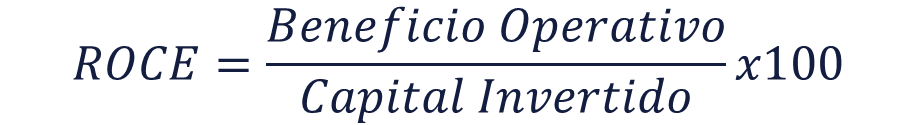 Beneficio Operativo
ROCE = x100
Capital Invertido